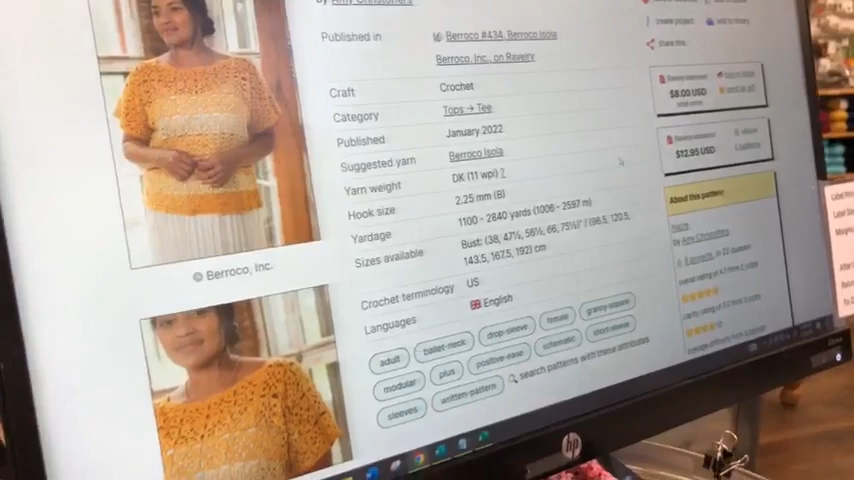 by Amy Christoffers
Published in
Berroco #434, Berroco Isola
Berroco, Inc., on Ravelry
Craft
Crochet
Category
Tops → Tee
Published
January 2022
Suggested yarn
Berroco Isola
Yarn weight
DK (11 wpi) ?
Hook size
2.25 mm (B)
Yardage
1100 - 2840 yards (1006 - 2597 m)
Sizes available
Bust: (38, 47½, 56½, 66, 75½)" / (96.5, 120.5,
143.5, 167.5, 192) cm
Crochet terminology
US
Languages
English
adult
ballet-neck
drop-sleeve
female
granny-square
modular
plus
positive-ease
schematic
short-sleeve
sleeves
written-pattern
search patterns with these attributes
© Berroco, Inc.
create project
share this
$8.00 USD
$12.95 USD
About this pattern
by Amy Christoffers
hp